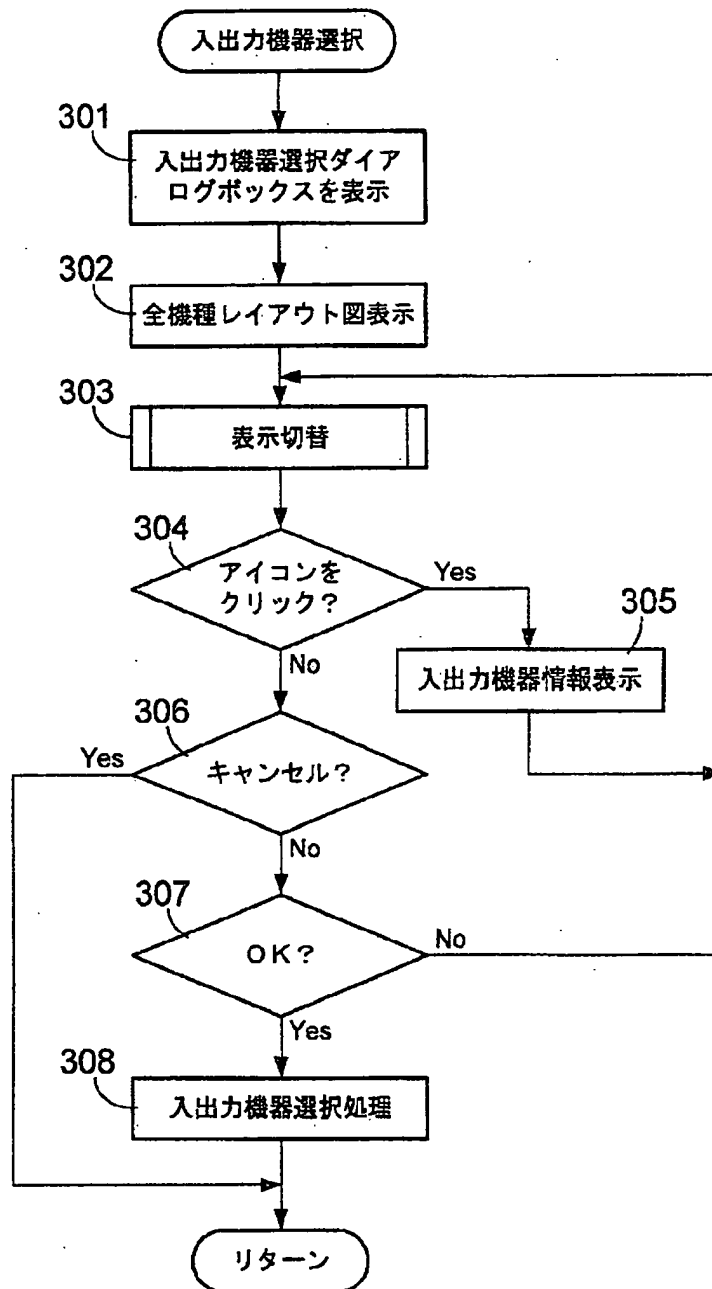 入出力機器選択
301
入出力機器選択ダイア
ログボックスを表示
302
全機種レイアウト図表示
303
表示切替
304
アイコンを
クリック？
Yes
305
No
入出力機器情報表示
306
Yes
キャンセル？
No
307
OK？
No
Yes
308
入出力機器選択処理
リターン